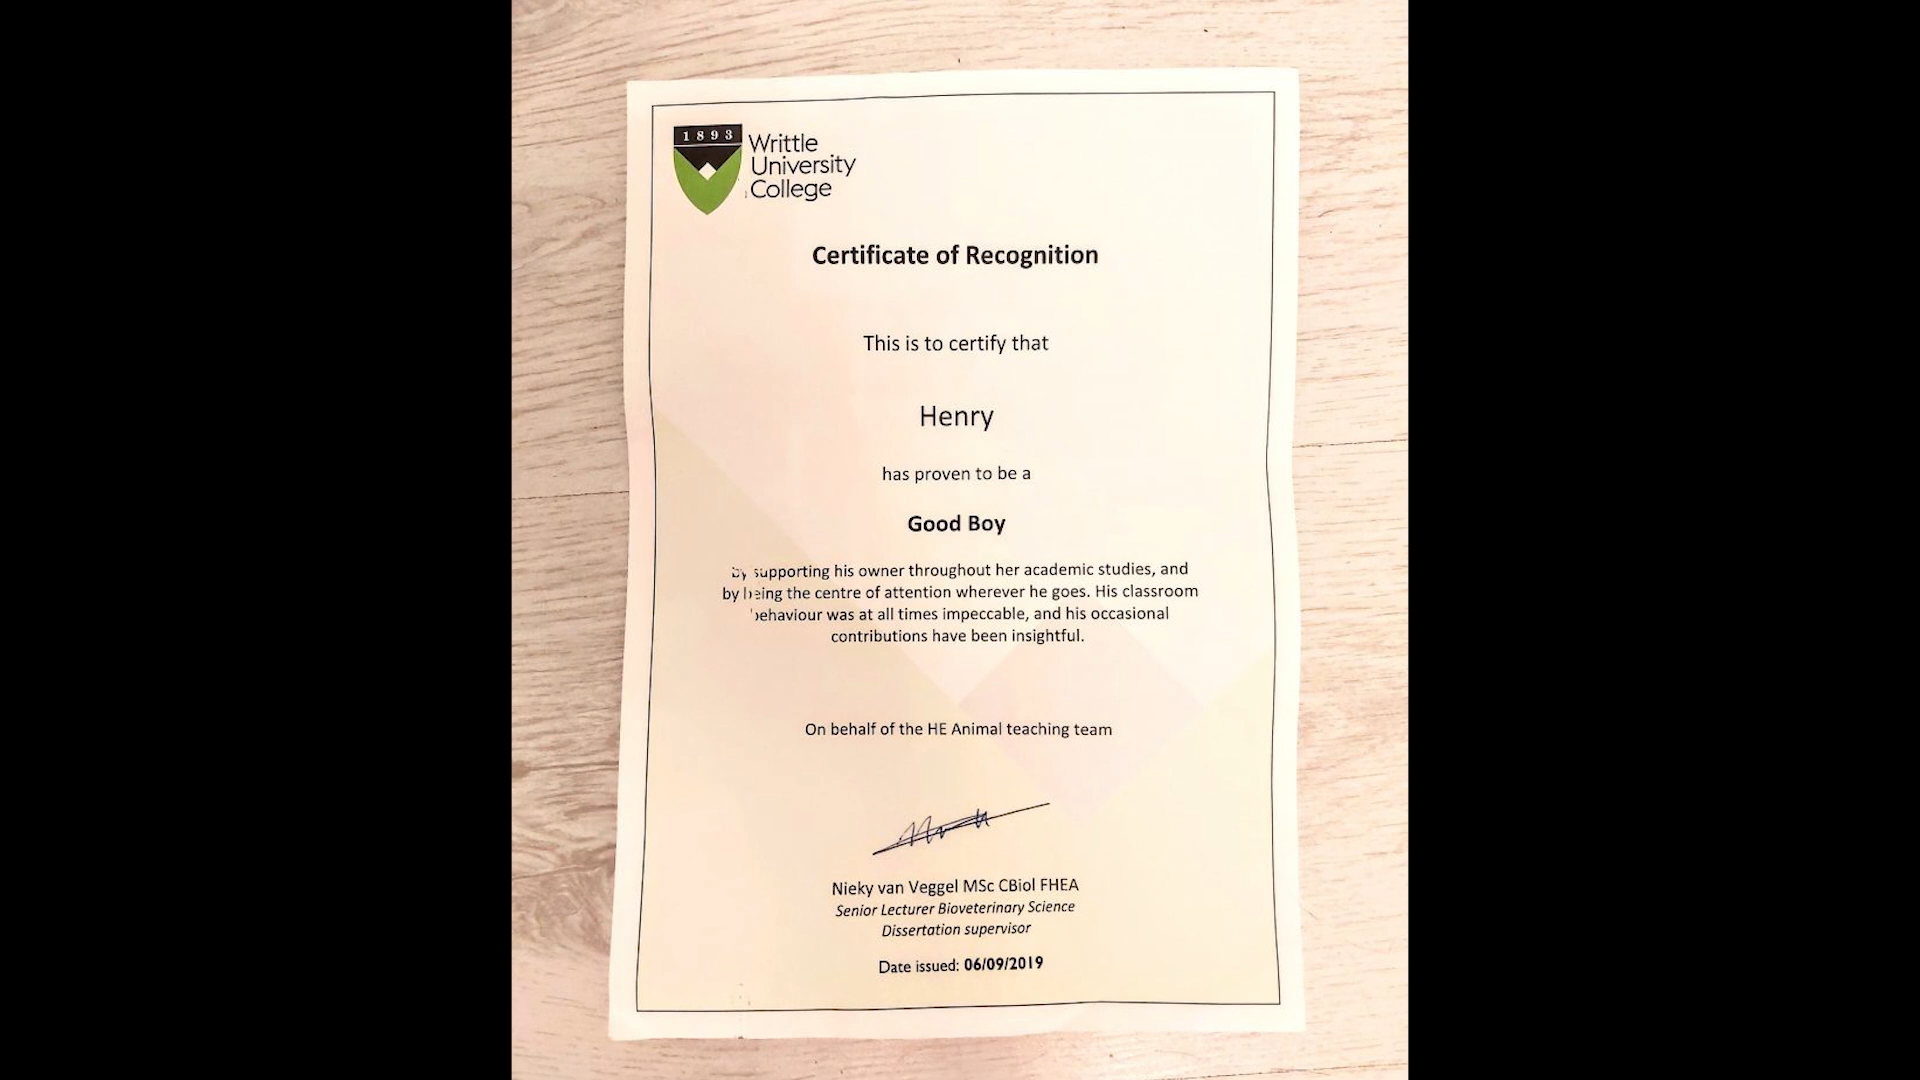 1893
Writtle
University
College
Certificate of Recognition
This is to certify that
Henry
has proven to be a
Good Boy
by supporting his owner throughout her academic studies, and
by being the centre of attention wherever he goes. His classroom
behaviour was at all times impeccable, and his occasional
contributions have been insightful.
On behalf of the HE Animal teaching team
Nieky van Veggel MSc CBiol FHEA
Senior Lecturer Bioveterinary Science
Dissertation supervisor
Date issued: 06/09/2019